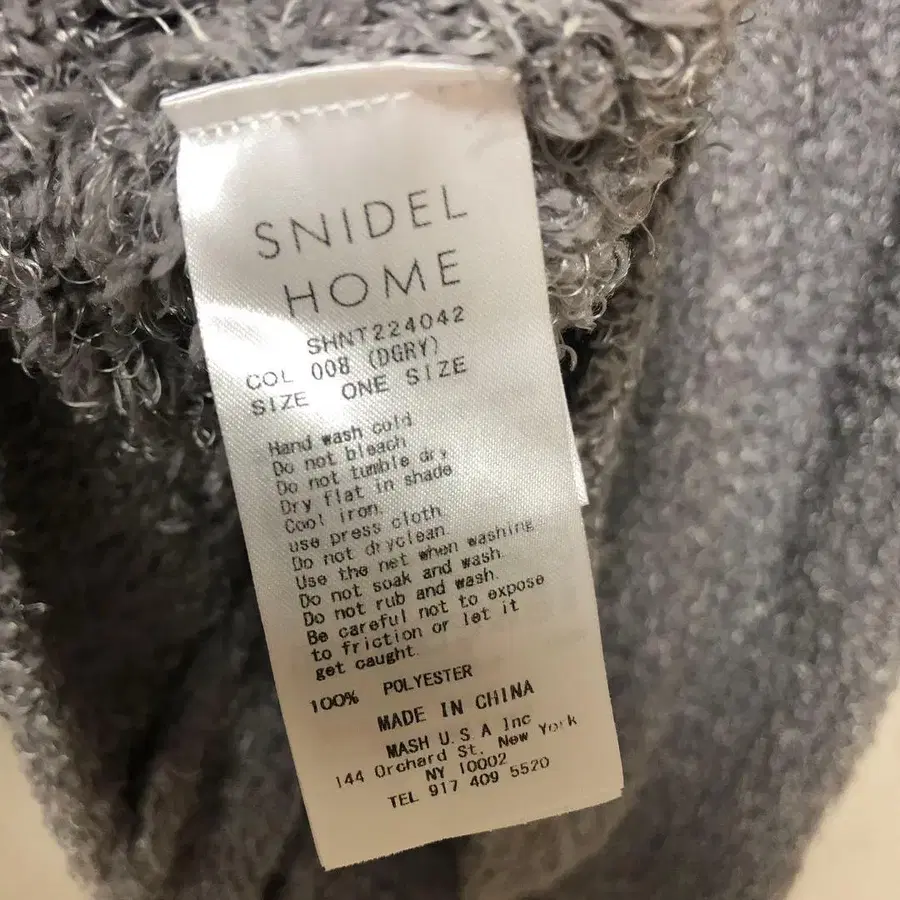 SNIDEL
HOME
SHNT224042
COL 008 (DGRY)
SIZE ONE SIZE
Hand wash cold
Do not bleach
Do not tumble dry
Dry flat in shade
Cool iron.
use press cloth
Do not dryclean.
Use the net when washing
Do not soak and wash.
Do not rub and wash.
Be careful not to expose
to friction or let it
get caught.
100% POLYESTER
MADE IN CHINA
MASH U.S.A Inc
144 Orchard St. New York
NY 10002
TEL 917 409 5520